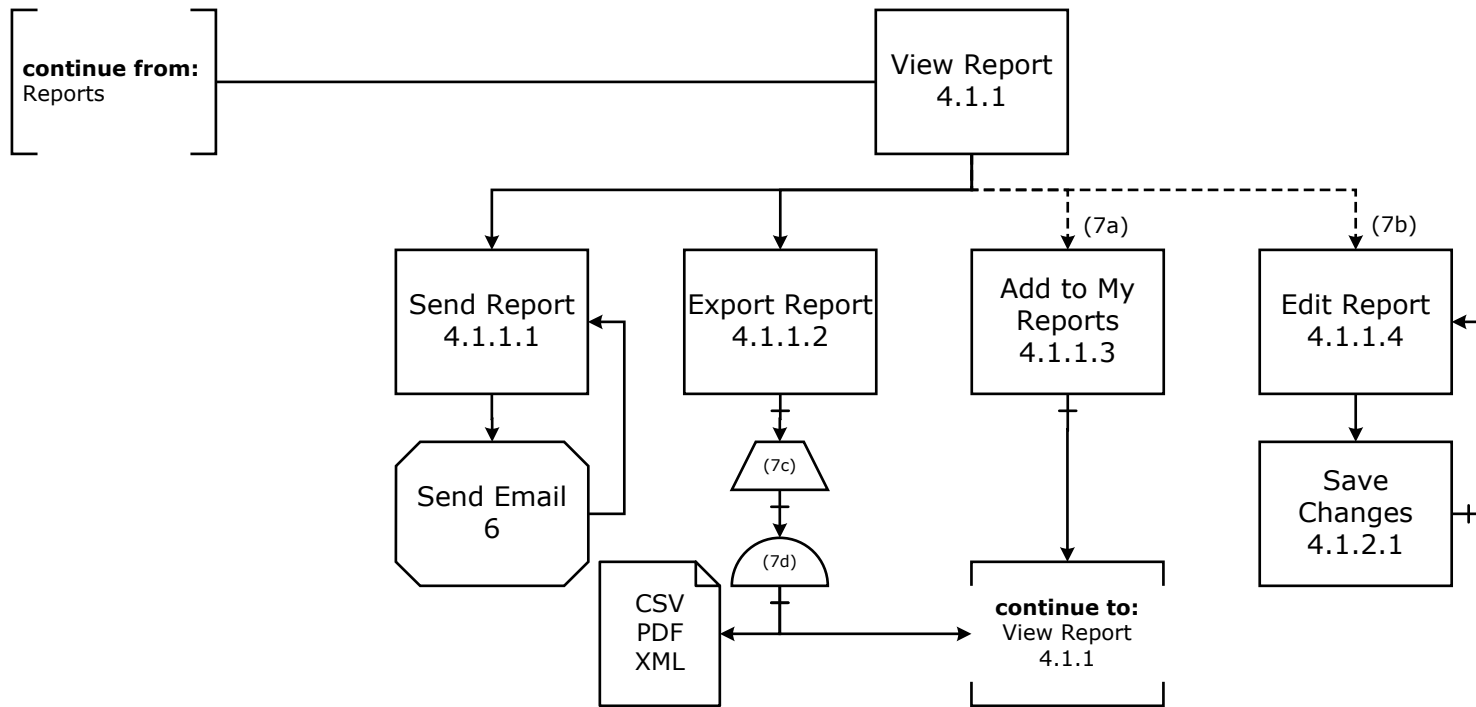 continue from:
Reports
View Report
4.1.1
(7a)
(7b)
Send Report
4.1.1.1
Export Report
4.1.1.2
Add to My
Reports
4.1.1.3
Edit Report
4.1.1.4
(7c)
Send Email
6
Save
Changes
4.1.2.1
(7d)
CSV
PDF
XML
continue to:
View Report
4.1.1